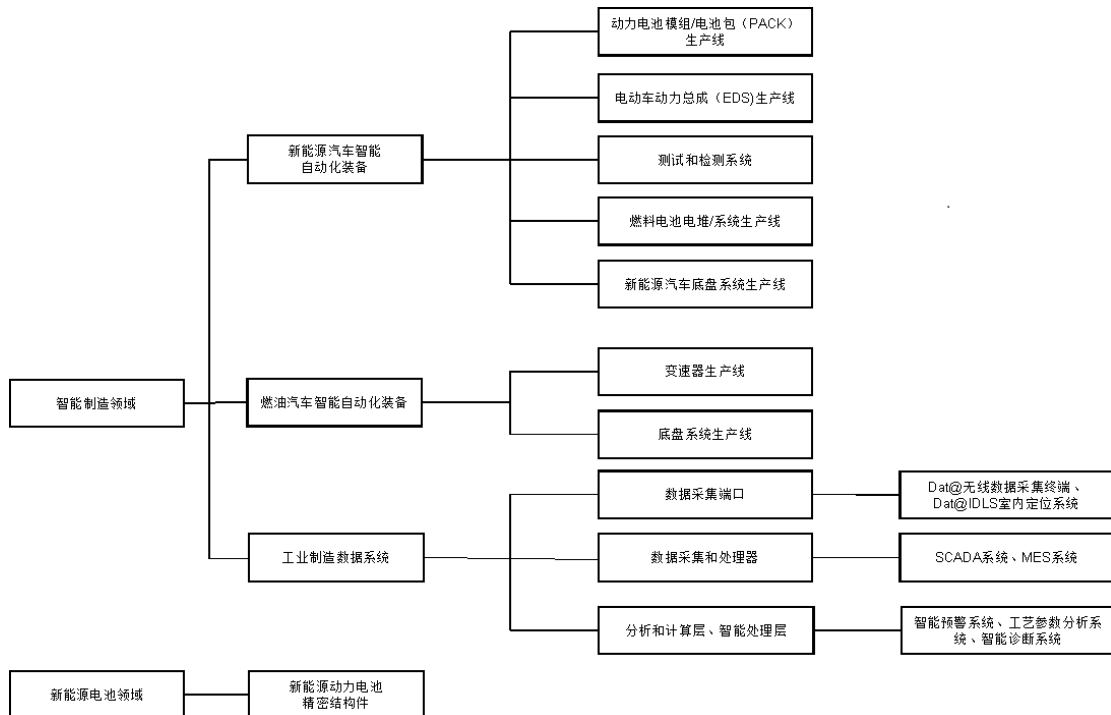 动力电池模组/电池包（PACK）
生产线
电动车动力总成（EDS)生产线
新能源汽车智能
自动化装备
测试和检测系统
燃料电池电堆/系统生产线
新能源汽车底盘系统生产线
变速器生产线
智能制造领域
燃油汽车智能自动化装备
底盘系统生产线
数据采集端口
Dat@无线数据采集终端、
Dat@IDLS室内定位系统
工业制造数据系统
数据采集和处理器
SCADA系统、MES系统
分析和计算层、智能处理层
智能预警系统、工艺参数分析系
统、智能诊断系统
新能源电池领域
新能源动力电池
精密结构件